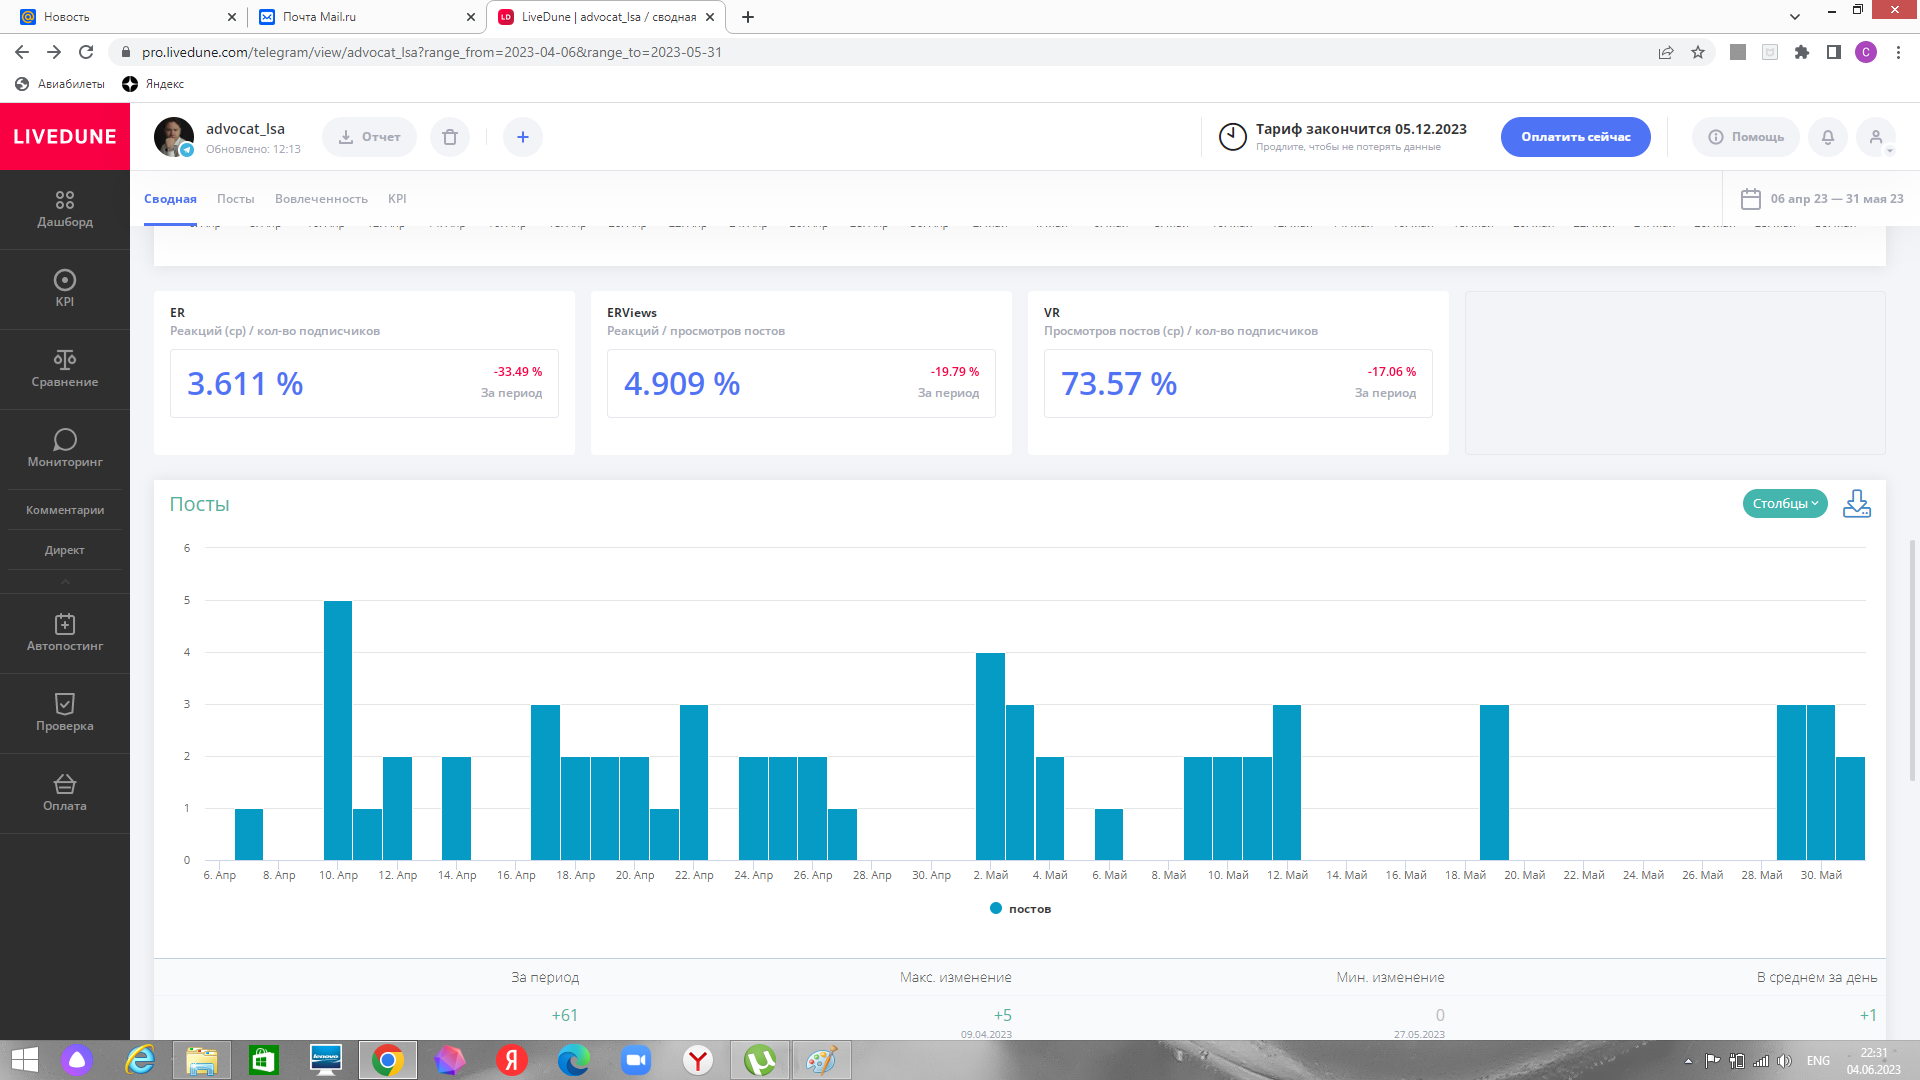 Новость
Почта Mail.ru
LiveDune | advocat_lsa / сводная
pro.livedune.com/telegram/view/advocat_lsa?range_from=2023-04-06&range_to=2023-05-31
C
Авиабилеты
Яндекс
LIVEDUNE
advocat_lsa
Обновлено: 12:13
Отчет
Тариф закончится 05.12.2023
Продлите, чтобы не потерять данные
Оплатить сейчас
Помощь
Сводная Посты Вовлеченность KPI
06 апр 23 — 31 мая 23
Дашборд
KPI
Сравнение
Мониторинг
Комментарии
Директ
Автопостинг
Проверка
Оплата
ER
Реакций (ср) / кол-во подписчиков
3.611 %
-33.49 %
За период
ERViews
Реакций / просмотров постов
4.909 %
-19.79 %
За период
VR
Просмотров постов (ср) / кол-во подписчиков
73.57 %
-17.06 %
За период
Посты
Столбцы
6
5
4
3
2
1
0
6. Апр 8. Апр 10. Апр 12. Апр 14. Апр 16. Апр 18. Апр 20. Апр 22. Апр 24. Апр 26. Апр 28. Апр 30. Апр 2. Май 4. Май 6. Май 8. Май 10. Май 12. Май 14. Май 16. Май 18. Май 20. Май 22. Май 24. Май 26. Май 28. Май 30. Май
постов
За период Макс. изменение Мин. изменение В среднем за день
+61 +5 0 +1
09.04.2023 27.05.2023
lenovo
ENG
22:31
04.06.2023